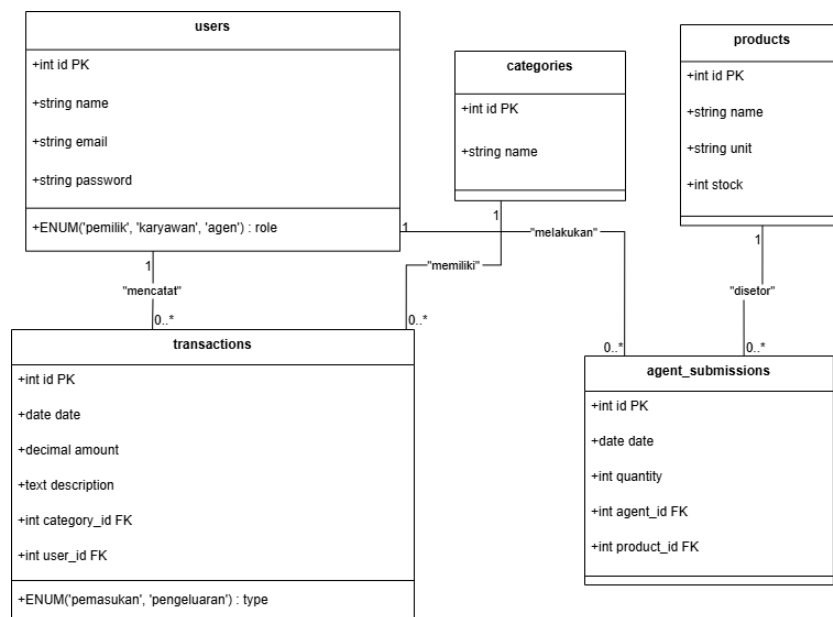 users
+int id PK
+string name
+string email
+string password
+ENUM('pemilik', 'karyawan', 'agen') : role
categories
+int id PK
+string name
products
+int id PK
+string name
+string unit
+int stock
1
"mencatat"
0..*
1
"memiliki"
0..*
1
"melakukan"
0..*
1
"disetor"
0..*
transactions
+int id PK
+date date
+decimal amount
+text description
+int category_id FK
+int user_id FK
+ENUM('pemasukan', 'pengeluaran') : type
agent_submissions
+int id PK
+date date
+int quantity
+int agent_id FK
+int product_id FK